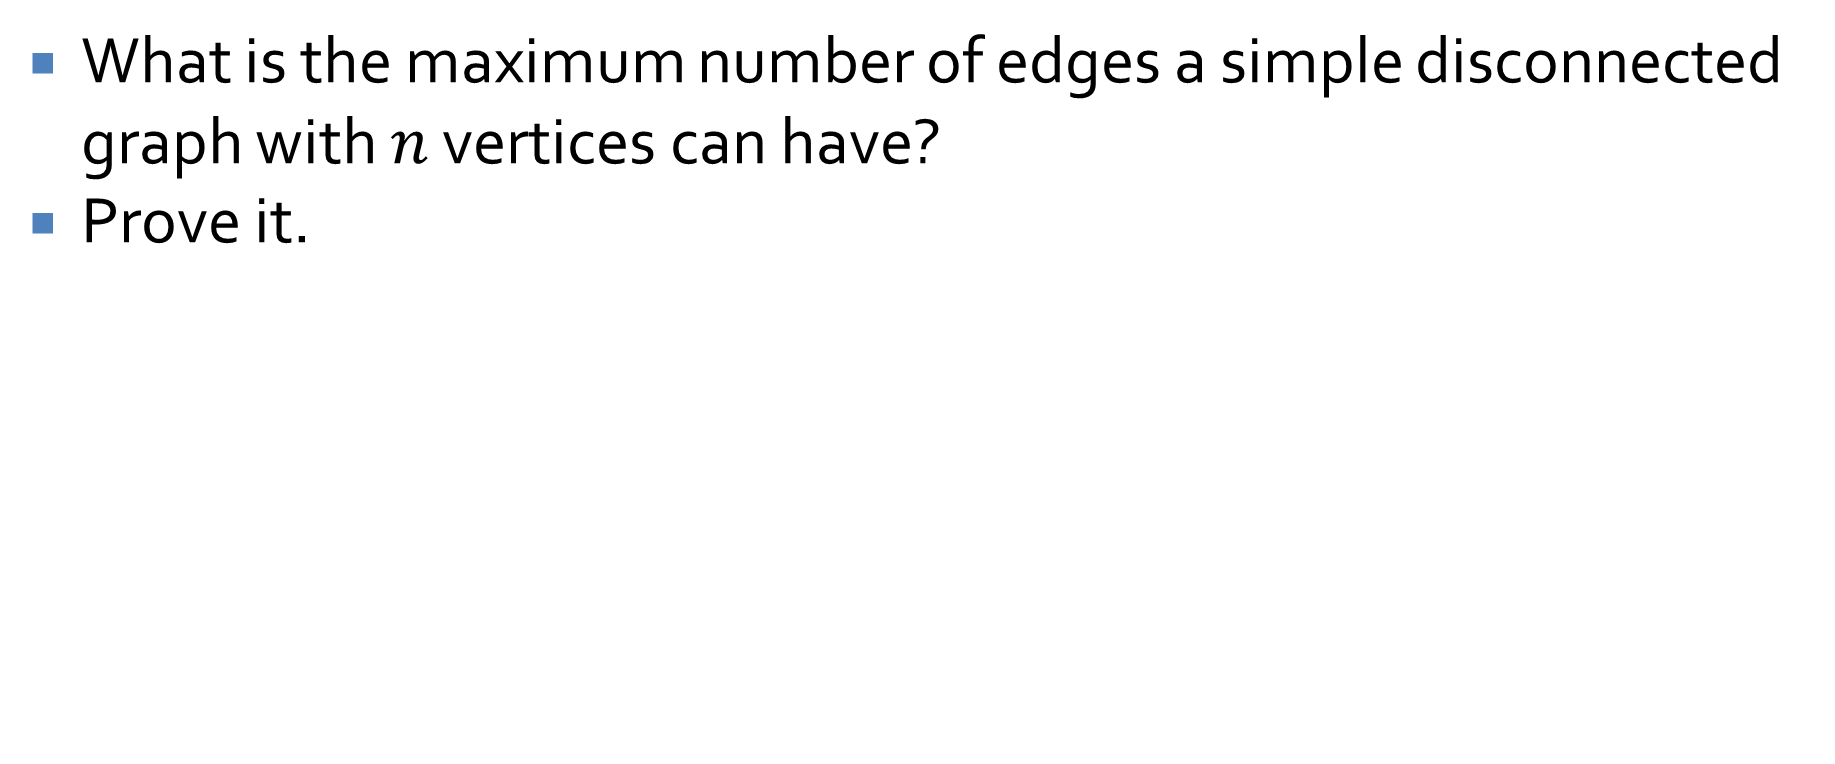 ▪ What is the maximum number of edges a simple disconnected
graph with 𝑛 vertices can have?
▪ Prove it.